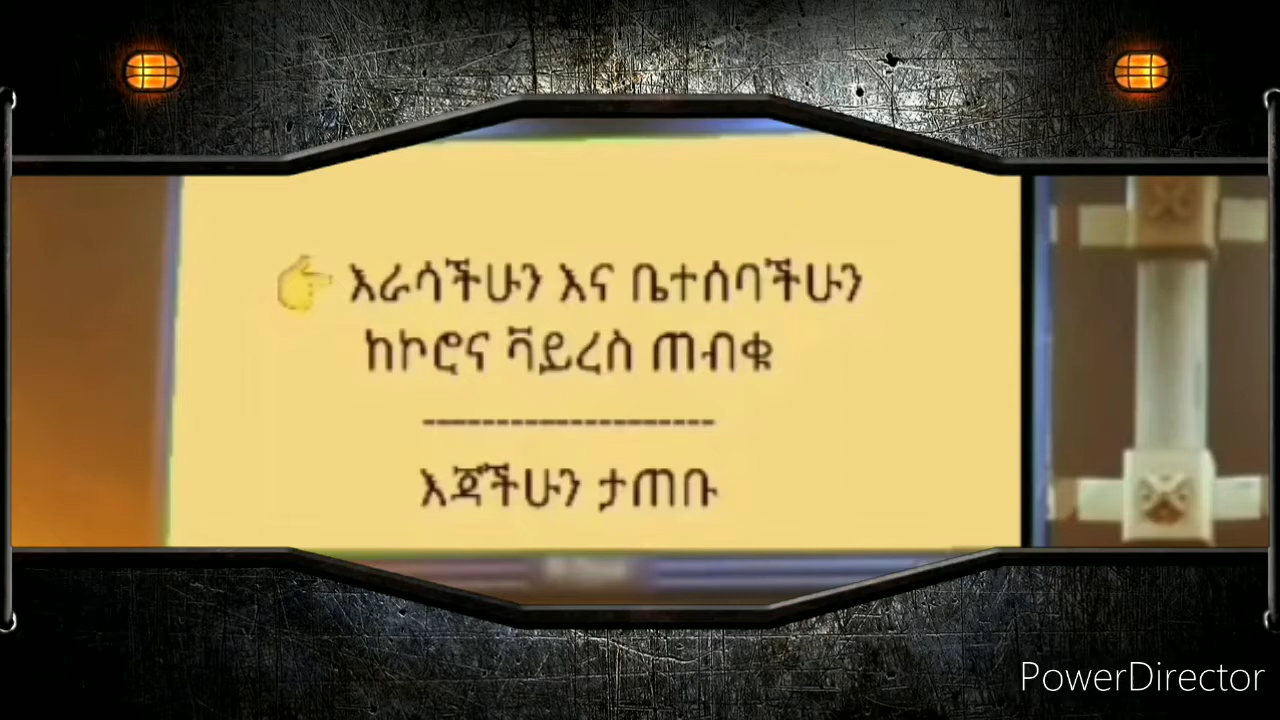 👉 እራሳችሁን እና ቤተሰባችሁን
ከኮሮና ቫይረስ ጠብቁ
--------------------
እጃችሁን ታጠቡ
PowerDirector